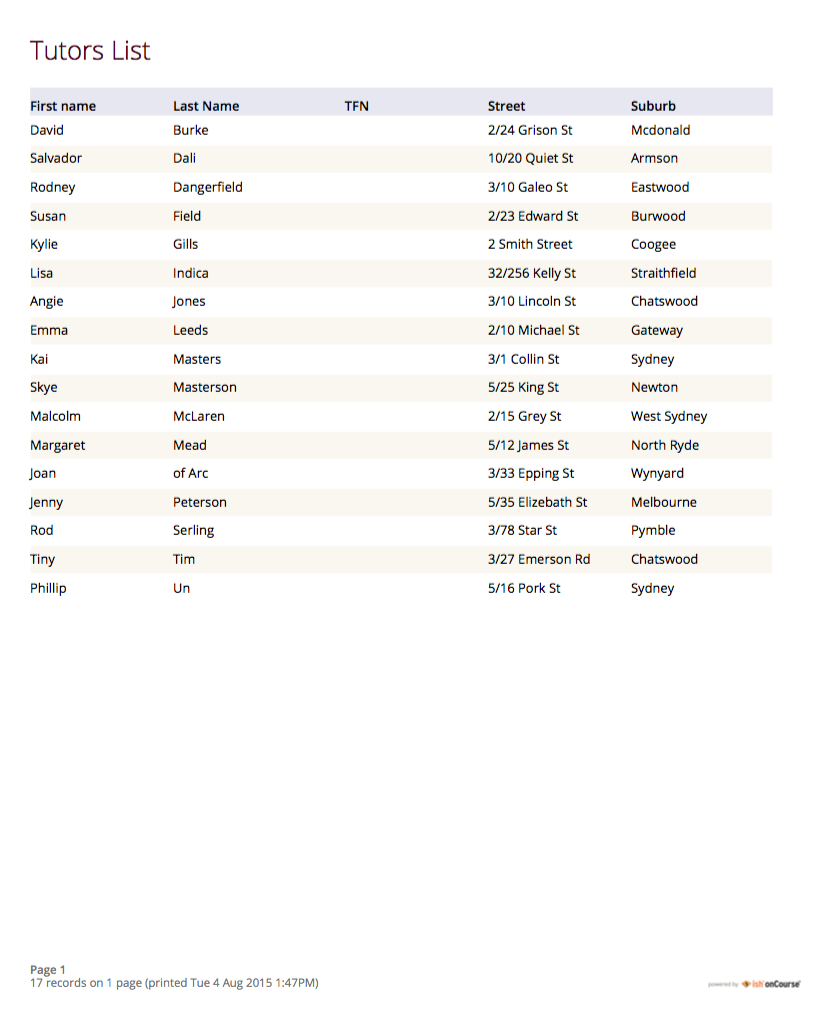 Tutors List
First name Last Name TFN Street Suburb
David Burke 2/24 Grison St Mcdonald
Salvador Dali 10/20 Quiet St Armson
Rodney Dangerfield 3/10 Galeo St Eastwood
Susan Field 2/23 Edward St Burwood
Kylie Gills 2 Smith Street Coogee
Lisa Indica 32/256 Kelly St Straithfield
Angie Jones 3/10 Lincoln St Chatswood
Emma Leeds 2/10 Michael St Gateway
Kai Masters 3/1 Collin St Sydney
Skye Masterson 5/25 King St Newton
Malcolm McLaren 2/15 Grey St West Sydney
Margaret Mead 5/12 James St North Ryde
Joan of Arc 3/33 Epping St Wynyard
Jenny Peterson 5/35 Elizebath St Melbourne
Rod Serling 3/78 Star St Pymble
Tiny Tim 3/27 Emerson Rd Chatswood
Phillip Un 5/16 Pork St Sydney
Page 1
17 records on 1 page (printed Tue 4 Aug 2015 1:47PM)
powered by ish onCourse